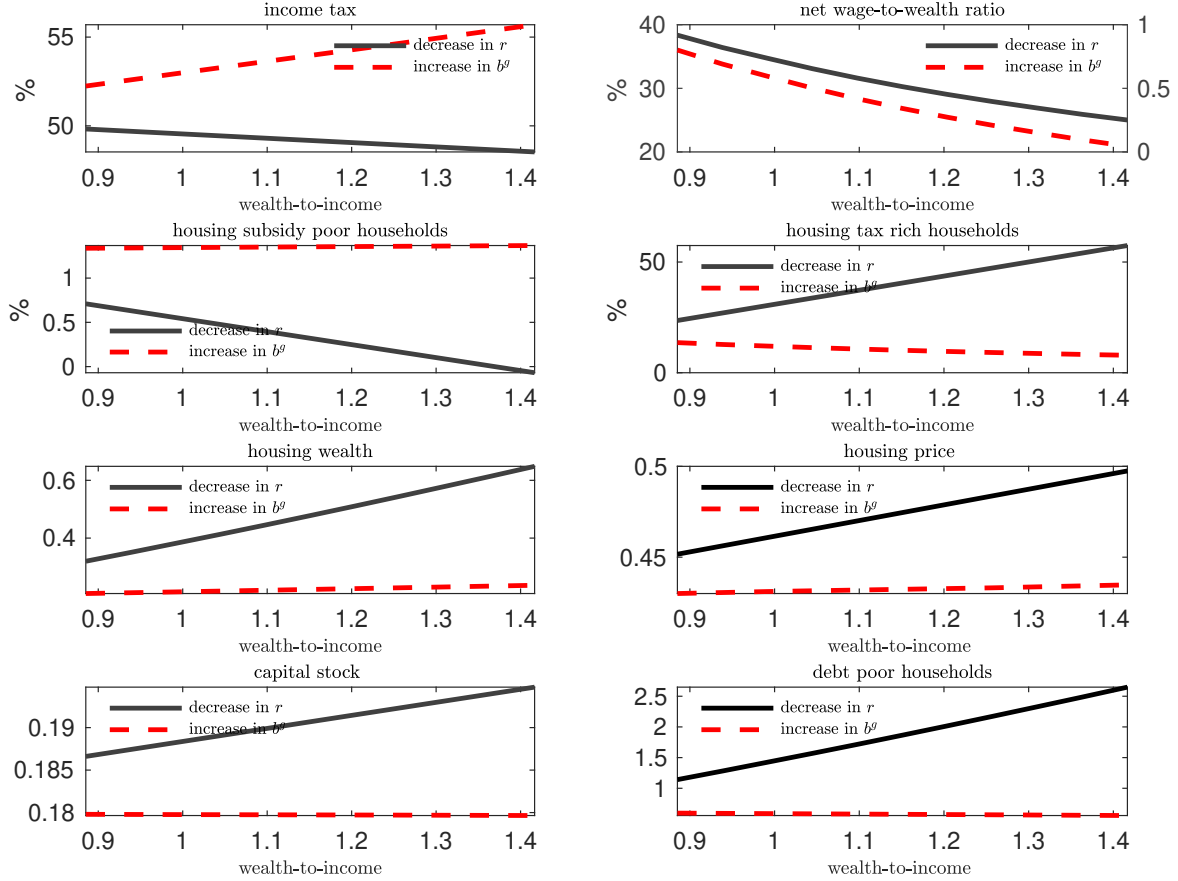 income tax
55
50
%
decrease in r
increase in b^g
0.9 1 1.1 1.2 1.3 1.4
wealth-to-income
net wage-to-wealth ratio
40
30
20
%
1
0.5
0
decrease in r
increase in b^g
0.9 1 1.1 1.2 1.3 1.4
wealth-to-income
housing subsidy poor households
1
0.5
0
%
decrease in r
increase in b^g
0.9 1 1.1 1.2 1.3 1.4
wealth-to-income
housing tax rich households
50
0
%
decrease in r
increase in b^g
0.9 1 1.1 1.2 1.3 1.4
wealth-to-income
housing wealth
0.6
0.4
decrease in r
increase in b^g
0.9 1 1.1 1.2 1.3 1.4
wealth-to-income
housing price
0.5
0.45
decrease in r
increase in b^g
0.9 1 1.1 1.2 1.3 1.4
wealth-to-income
capital stock
0.19
0.185
0.18
decrease in r
increase in b^g
0.9 1 1.1 1.2 1.3 1.4
wealth-to-income
debt poor households
2.5
2
1.5
1
decrease in r
increase in b^g
0.9 1 1.1 1.2 1.3 1.4
wealth-to-income